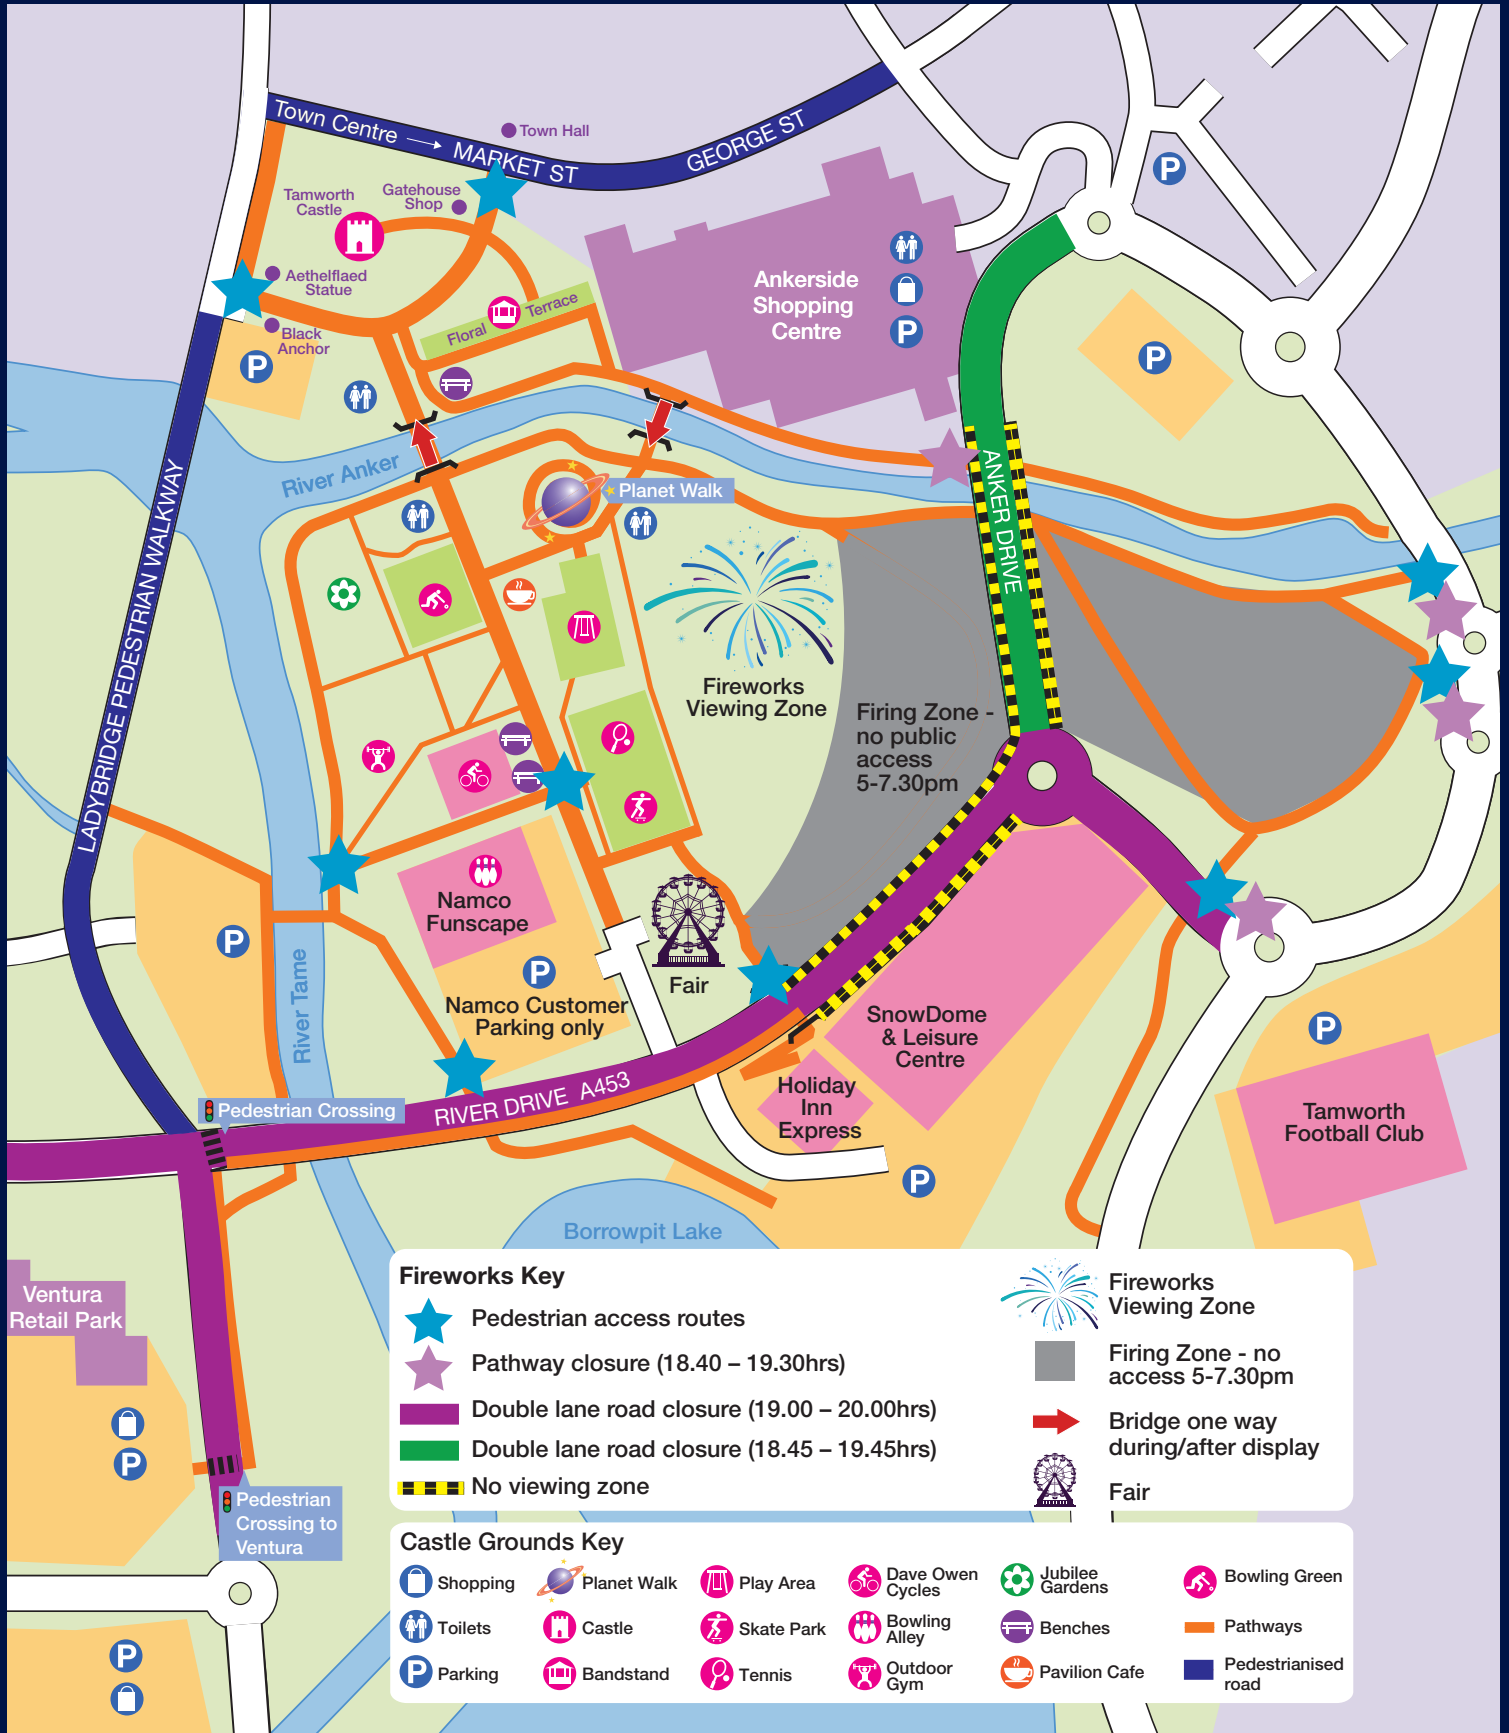 Town Centre
MARKET ST
GEORGE ST
Town Hall
Tamworth
Castle
Gatehouse
Shop
Aethelflaed
Statue
Black
Anchor
P
Floral
Terrace
Ankerside
Shopping
Centre
P
P
P
River Anker
Planet Walk
ANKER DRIVE
LADYBRIDGE PEDESTRIAN WALKWAY
Fireworks
Viewing Zone
Firing Zone -
no public
access
5-7.30pm
Namco
Funscape
P
P
Namco Customer
Parking only
Fair
River Tame
SnowDome
& Leisure
Centre
Holiday
Inn
Express
P
P
Tamworth
Football Club
Pedestrian Crossing
RIVER DRIVE A453
Borrowpit Lake
Ventura
Retail Park
P
Pedestrian
Crossing to
Ventura
P
Fireworks Key
Pedestrian access routes
Pathway closure (18.40 – 19.30hrs)
Double lane road closure (19.00 – 20.00hrs)
Double lane road closure (18.45 – 19.45hrs)
No viewing zone
Fireworks
Viewing Zone
Firing Zone - no
access 5-7.30pm
Bridge one way
during/after display
Fair
Castle Grounds Key
Shopping
Toilets
P Parking
Planet Walk
Castle
Bandstand
Play Area
Skate Park
Tennis
Dave Owen
Cycles
Bowling
Alley
Outdoor
Gym
Jubilee
Gardens
Benches
Pavilion Cafe
Bowling Green
Pathways
Pedestrianised
road